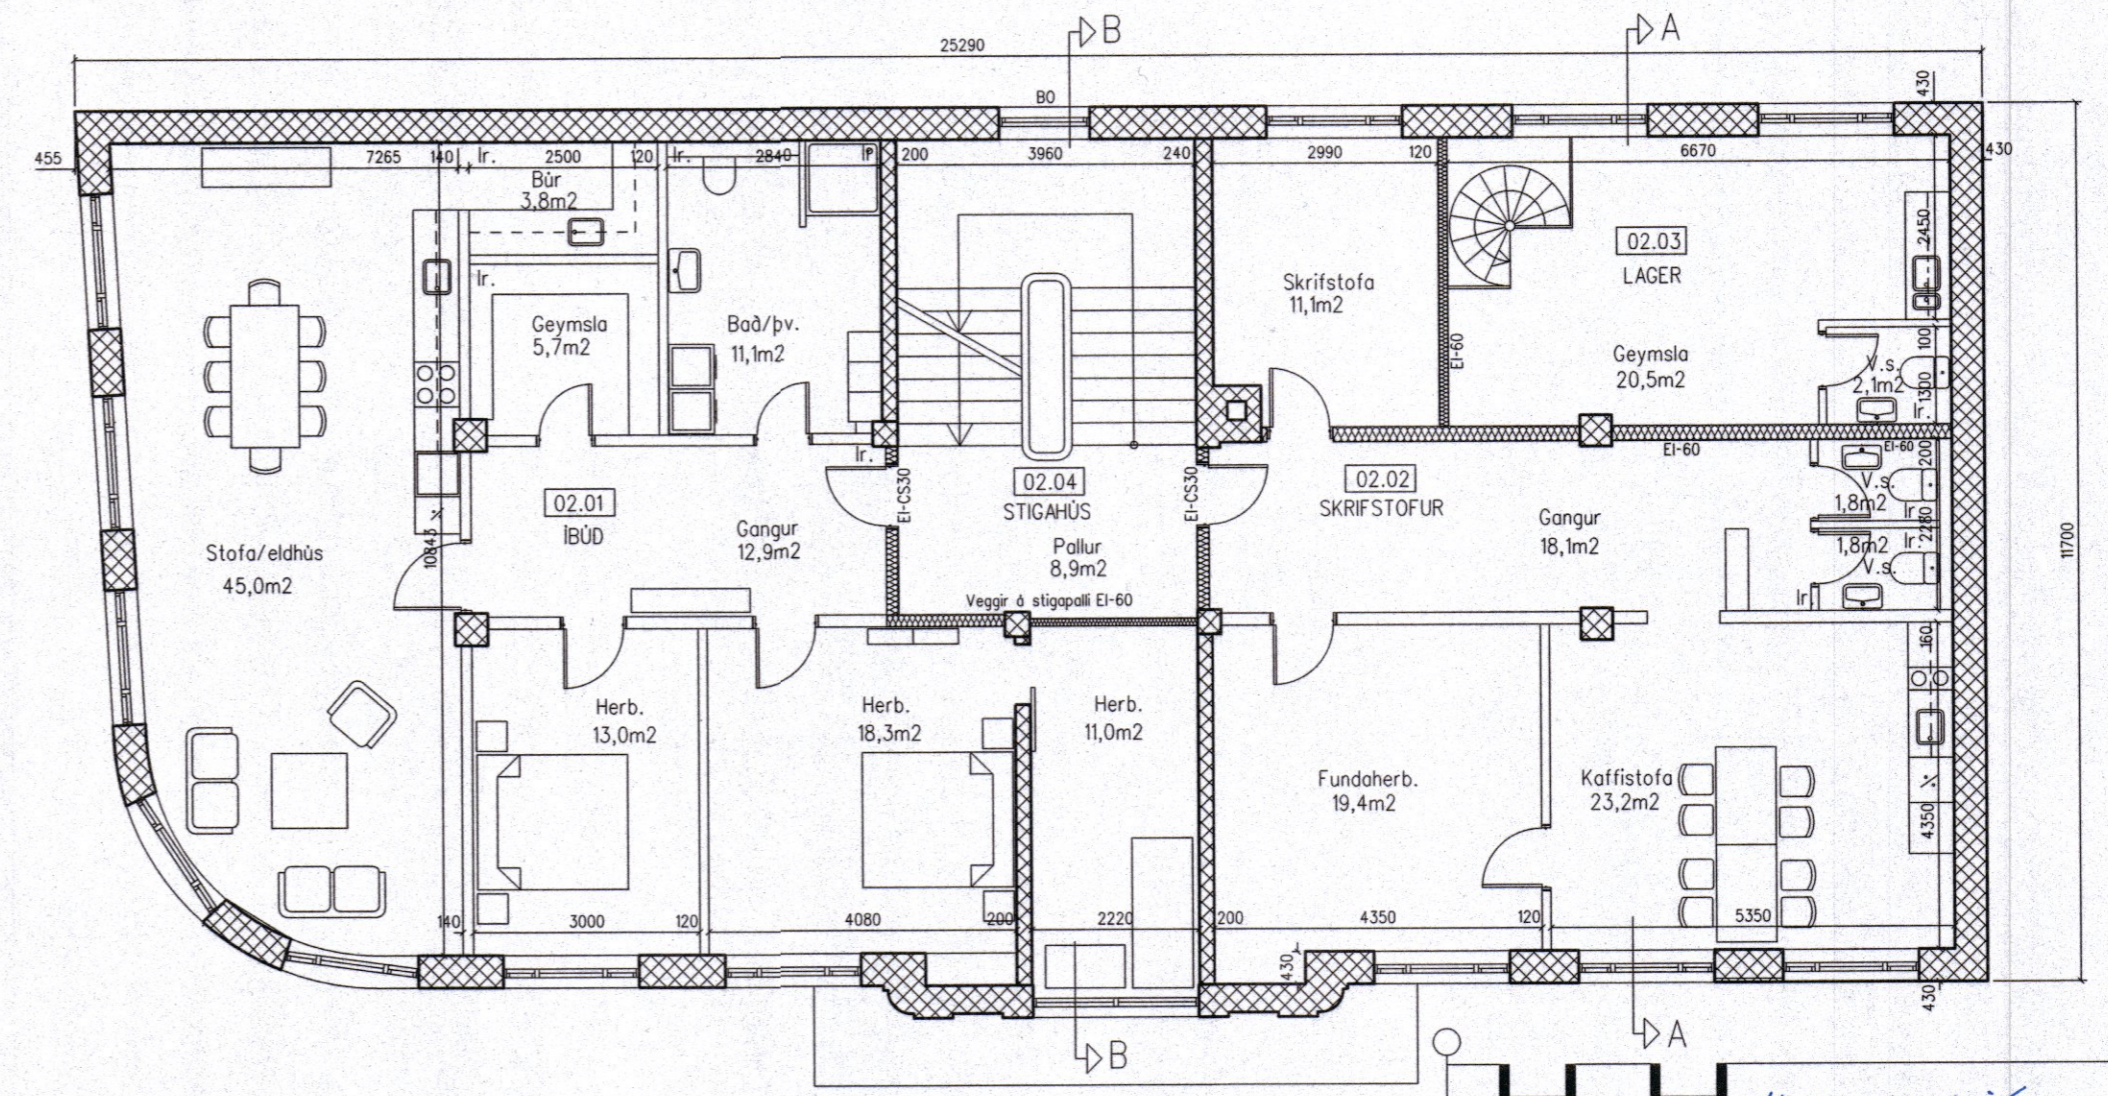 B
A
25290
430
B0
455
7265
140
Ir.
2500
120
Ir.
2840
IP
200
3960
240
2990
120
6670
430
Búr
3,8m2
Ir.
Geymsla
5,7m2
Bað/þv.
11,1m2
Skrifstofa
11,1m2
EI-60
02.03
LAGER
2450
Geymsla
20,5m2
100
V.s.
2,1m2
1300
Ir.
11700
Ir.
EI-60
EI-60
200
02.01
ÍBÚÐ
Gangur
12,9m2
EI-CS30
02.04
STIGAHÚS
Pallur
8,9m2
EI-CS30
02.02
SKRIFSTOFUR
Gangur
18,1m2
V.s.
1,8m2
Ir.
2280
Ir.
1,8m2
V.s.
Ir.
Stofa/eldhús
45,0m2
10843
Veggir á stigapalli EI-60
160
Herb.
13,0m2
Herb.
18,3m2
Herb.
11,0m2
Fundaherb.
19,4m2
Kaffistofa
23,2m2
4350
140
3000
120
4080
200
2220
200
4350
120
5350
430
430
B
A